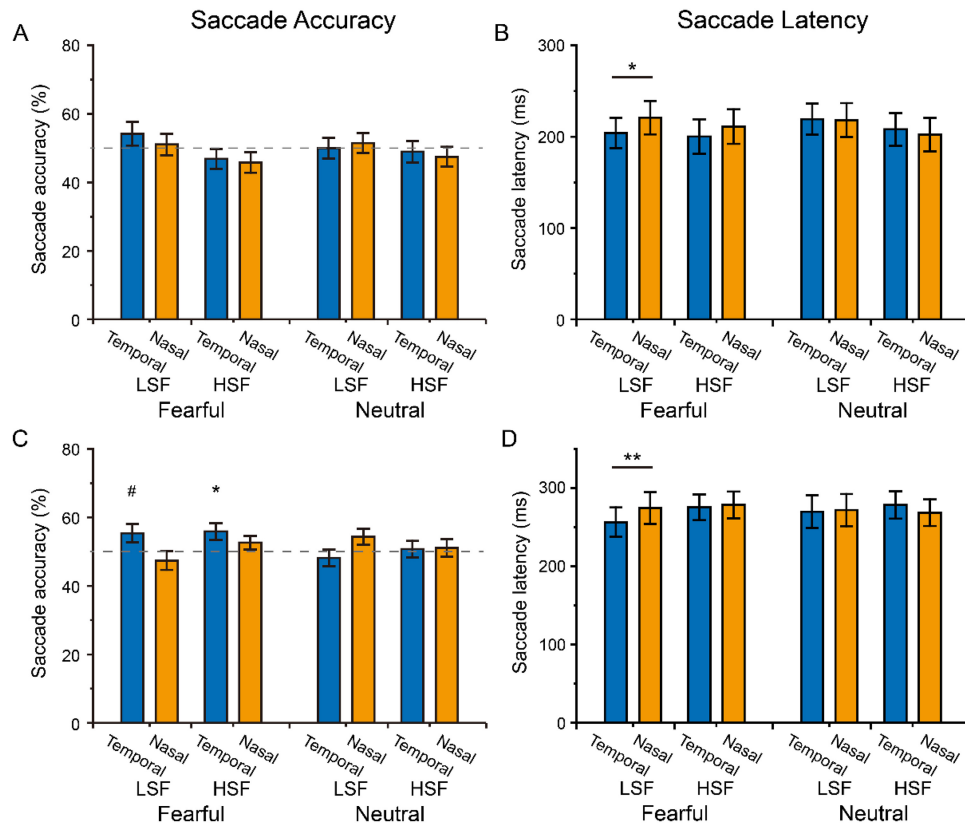 Saccade Accuracy
Saccade Latency
A
80
60
40
20
0
Saccade accuracy (%)
Temporal Nasal Temporal Nasal Temporal Nasal Temporal Nasal
LSF HSF LSF HSF
Fearful Neutral
B
300
200
100
0
Saccade latency (ms)
*
Temporal Nasal Temporal Nasal Temporal Nasal Temporal Nasal
LSF HSF LSF HSF
Fearful Neutral
C
80
60
40
20
0
Saccade accuracy (%)
# *
Temporal Nasal Temporal Nasal Temporal Nasal Temporal Nasal
LSF HSF LSF HSF
Fearful Neutral
D
300
200
100
0
Saccade latency (ms)
**
Temporal Nasal Temporal Nasal Temporal Nasal Temporal Nasal
LSF HSF LSF HSF
Fearful Neutral